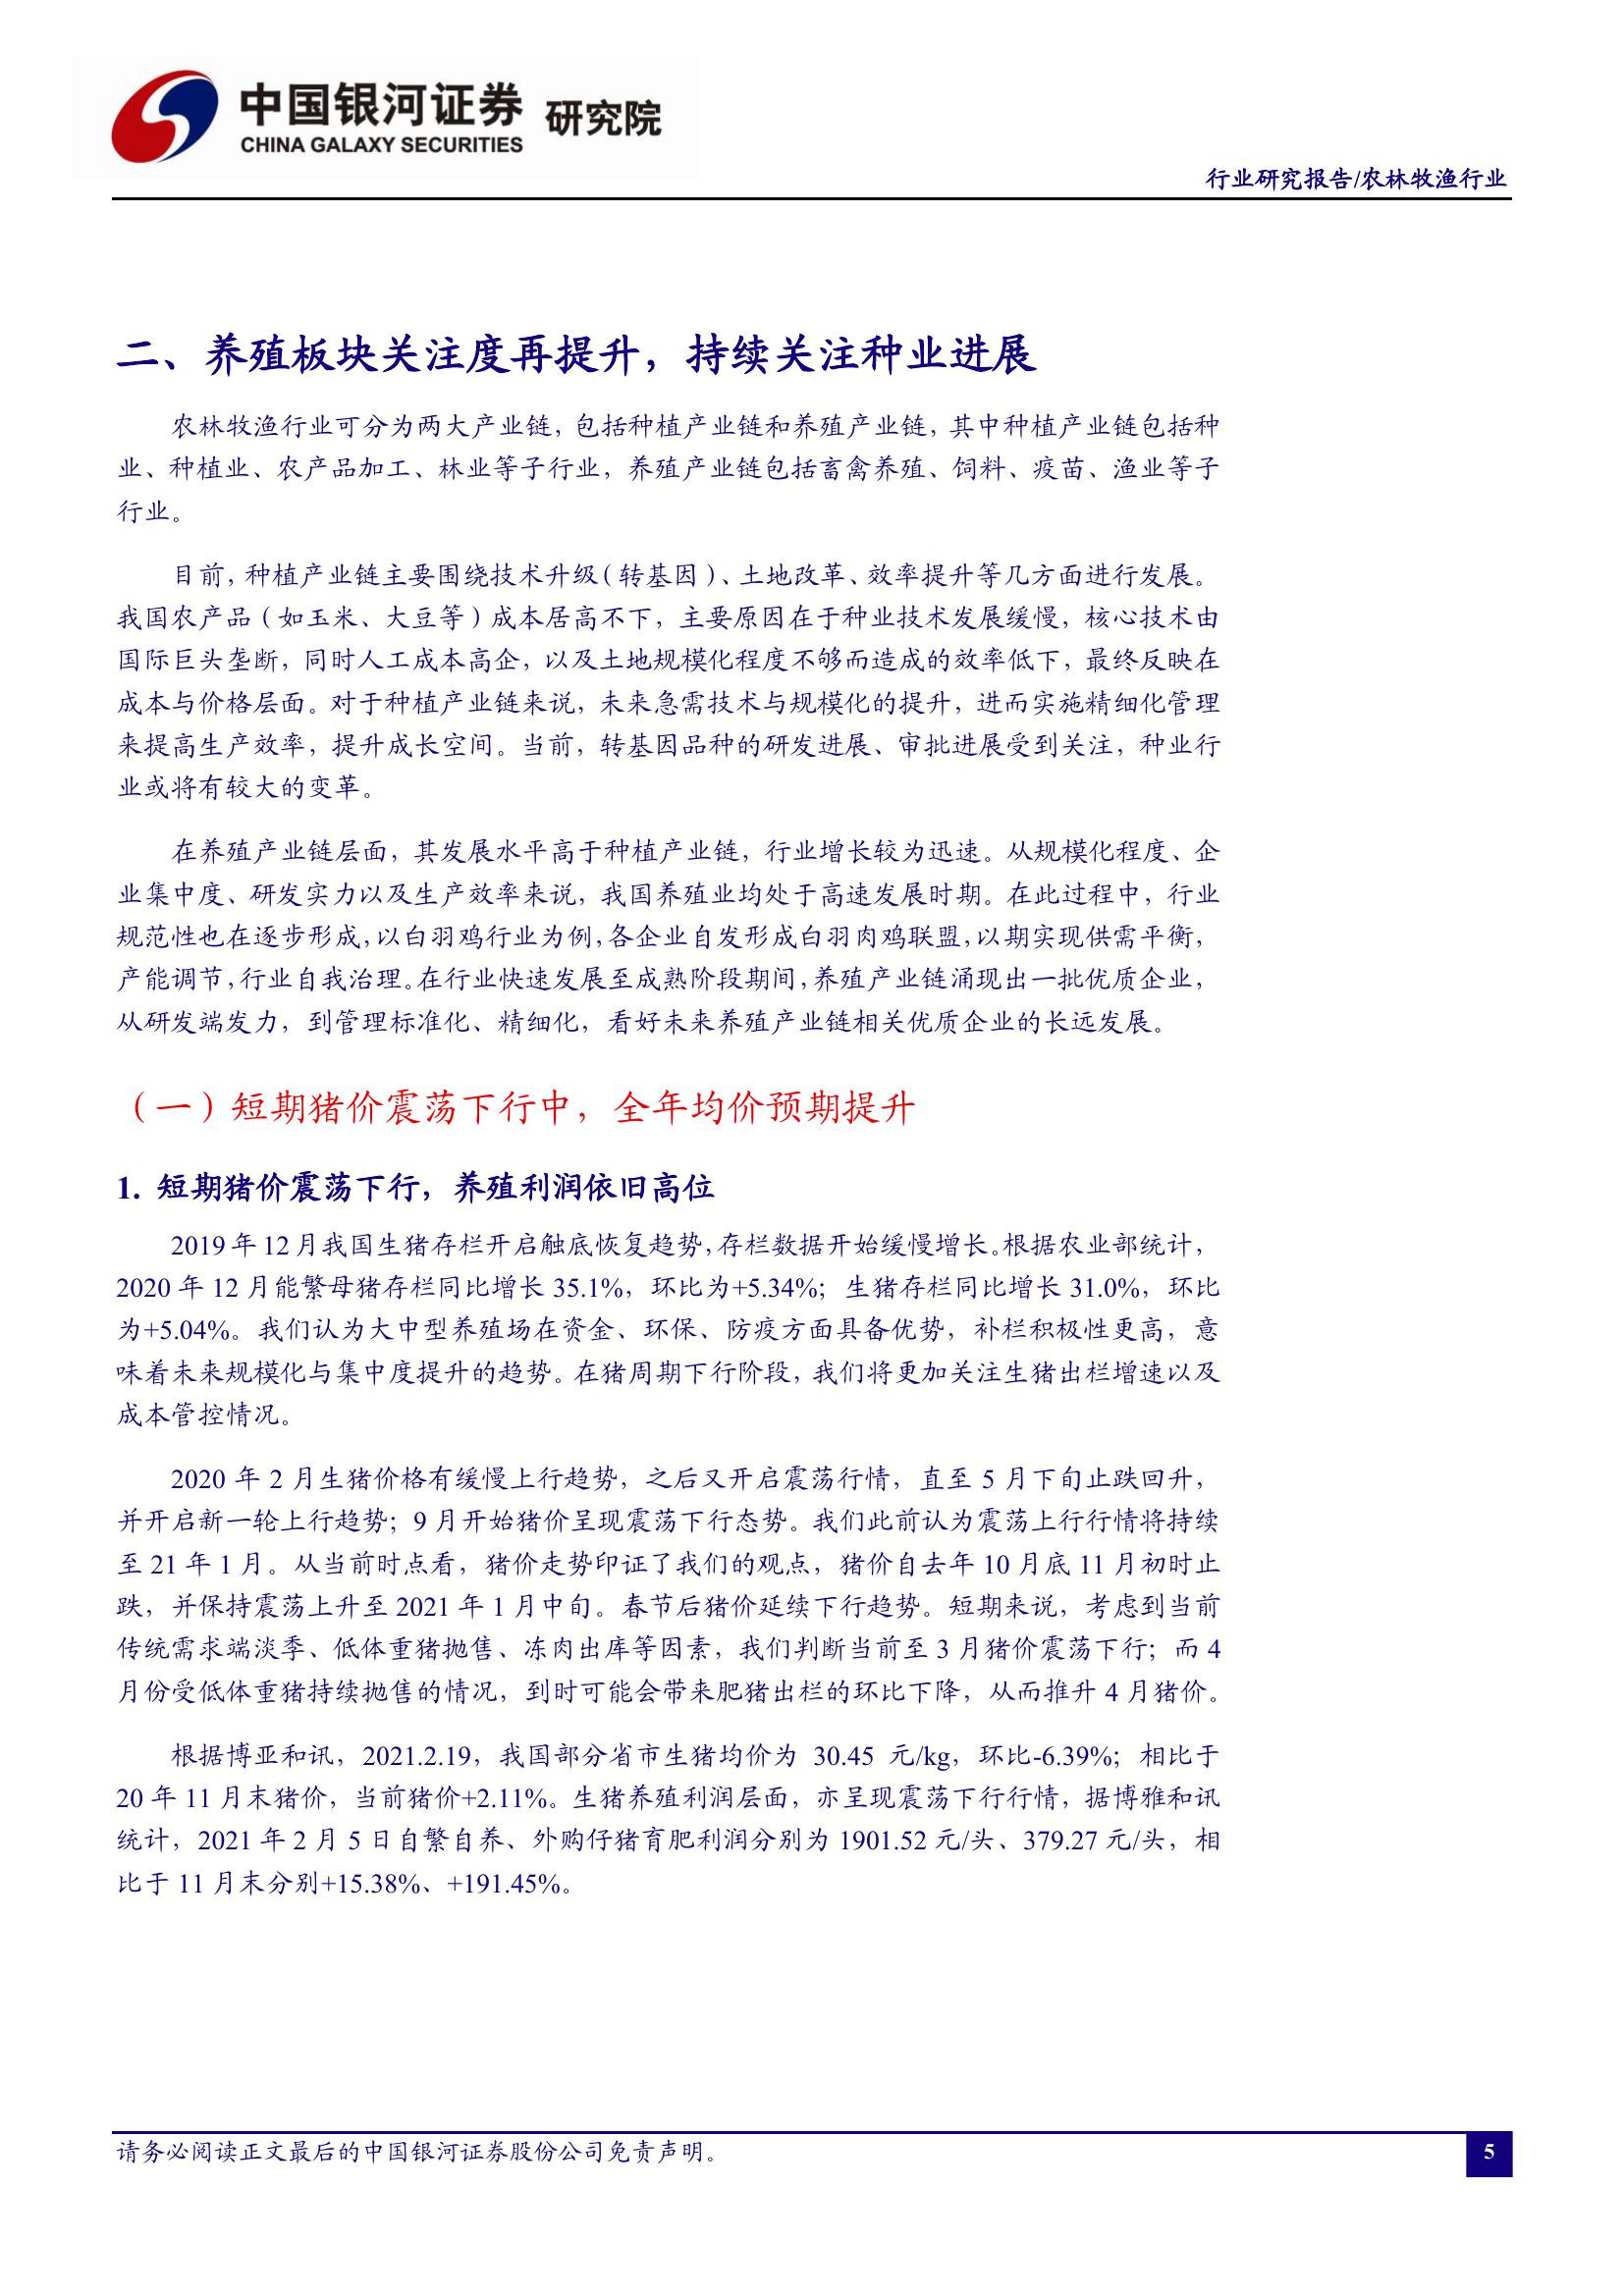 中国银河证券 研究院
CHINA GALAXY SECURITIES
行业研究报告/农林牧渔行业
二、养殖板块关注度再提升，持续关注种业进展
农林牧渔行业可分为两大产业链，包括种植产业链和养殖产业链，其中种植产业链包括种
业、种植业、农产品加工、林业等子行业，养殖产业链包括畜禽养殖、饲料、疫苗、渔业等子
行业。
目前，种植产业链主要围绕技术升级（转基因）、土地改革、效率提升等几方面进行发展。
我国农产品（如玉米、大豆等）成本居高不下，主要原因在于种业技术发展缓慢，核心技术由
国际巨头垄断，同时人工成本高企，以及土地规模化程度不够而造成的效率低下，最终反映在
成本与价格层面。对于种植产业链来说，未来急需技术与规模化的提升，进而实施精细化管理
来提高生产效率，提升成长空间。当前，转基因品种的研发进展、审批进展受到关注，种业行
业或将有较大的变革。
在养殖产业链层面，其发展水平高于种植产业链，行业增长较为迅速。从规模化程度、企
业集中度、研发实力以及生产效率来说，我国养殖业均处于高速发展时期。在此过程中，行业
规范性也在逐步形成，以白羽鸡行业为例，各企业自发形成白羽肉鸡联盟，以期实现供需平衡，
产能调节，行业自我治理。在行业快速发展至成熟阶段期间，养殖产业链涌现出一批优质企业，
从研发端发力，到管理标准化、精细化，看好未来养殖产业链相关优质企业的长远发展。
（一）短期猪价震荡下行中，全年均价预期提升
1. 短期猪价震荡下行，养殖利润依旧高位
2019 年 12 月我国生猪存栏开启触底恢复趋势，存栏数据开始缓慢增长。根据农业部统计，
2020 年 12 月能繁母猪存栏同比增长 35.1%，环比为+5.34%；生猪存栏同比增长 31.0%，环比
为+5.04%。我们认为大中型养殖场在资金、环保、防疫方面具备优势，补栏积极性更高，意
味着未来规模化与集中度提升的趋势。在猪周期下行阶段，我们将更加关注生猪出栏增速以及
成本管控情况。
2020 年 2 月生猪价格有缓慢上行趋势，之后又开启震荡行情，直至 5 月下旬止跌回升，
并开启新一轮上行趋势；9 月开始猪价呈现震荡下行态势。我们此前认为震荡上行行情将持续
至 21 年 1 月。从当前时点看，猪价走势印证了我们的观点，猪价自去年 10 月底 11 月初时止
跌，并保持震荡上升至 2021 年 1 月中旬。春节后猪价延续下行趋势。短期来说，考虑到当前
传统需求端淡季、低体重猪抛售、冻肉出库等因素，我们判断当前至 3 月猪价震荡下行；而 4
月份受低体重猪持续抛售的情况，到时可能会带来肥猪出栏的环比下降，从而推升 4 月猪价。
根据博亚和讯，2021.2.19，我国部分省市生猪均价为 30.45 元/kg，环比-6.39%；相比于
20 年 11 月末猪价，当前猪价+2.11%。生猪养殖利润层面，亦呈现震荡下行行情，据博雅和讯
统计，2021 年 2 月 5 日自繁自养、外购仔猪育肥利润分别为 1901.52 元/头、379.27 元/头，相
比于 11 月末分别+15.38%、+191.45%。
请务必阅读正文最后的中国银河证券股份公司免责声明。
5